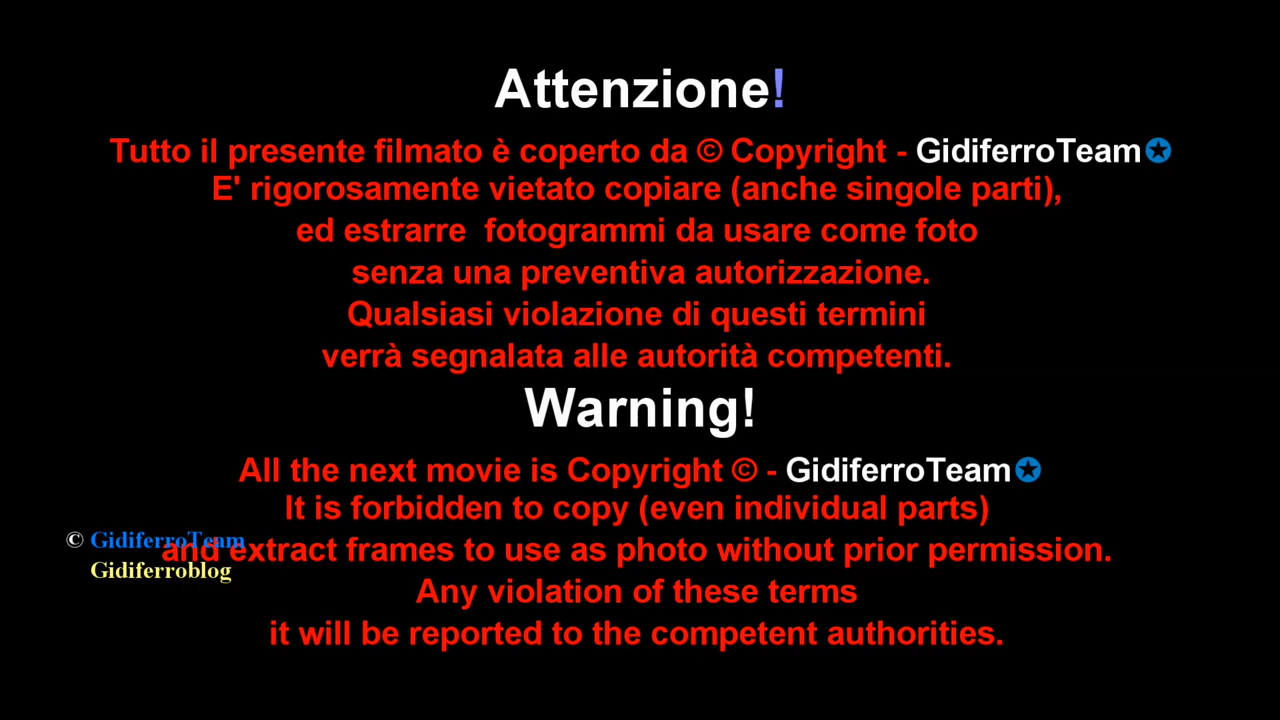 Attenzione!
Tutto il presente filmato è coperto da © Copyright - GidiferroTeam✪
E' rigorosamente vietato copiare (anche singole parti),
ed estrarre  fotogrammi da usare come foto
senza una preventiva autorizzazione.
Qualsiasi violazione di questi termini
verrà segnalata alle autorità competenti.
Warning!
All the next movie is Copyright © - GidiferroTeam✪
It is forbidden to copy (even individual parts)
and extract frames to use as photo without prior permission.
Any violation of these terms
it will be reported to the competent authorities.
© GidiferroTeam
Gidiferroblog